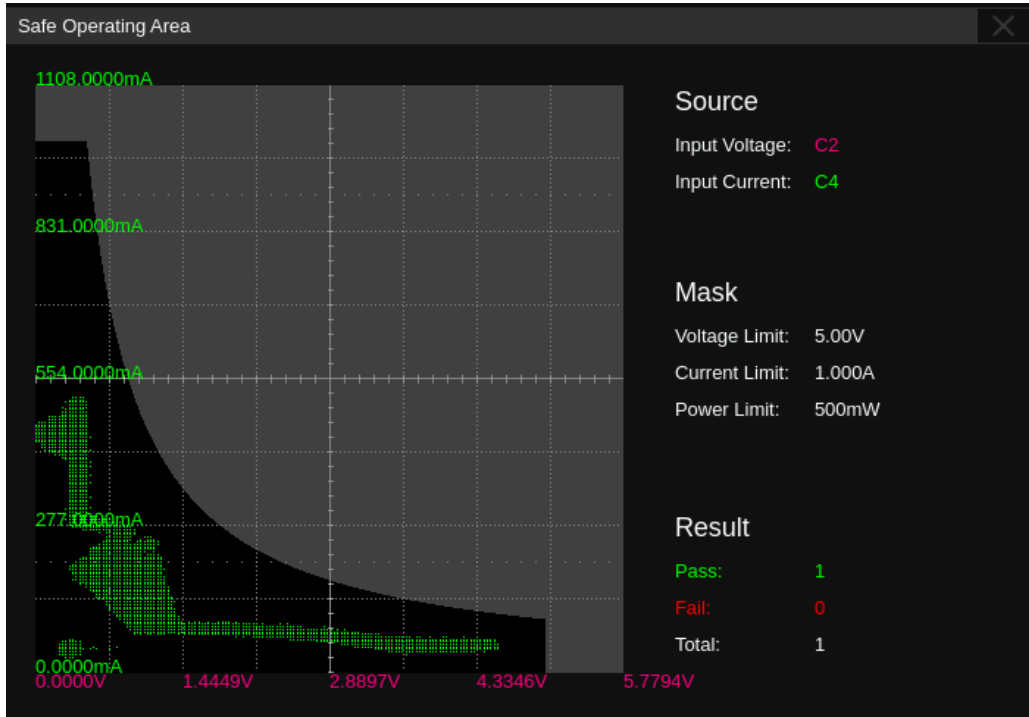 Safe Operating Area
1108.0000mA
831.0000mA
554.0000mA
277.0000mA
0.0000mA
0.0000V
1.4449V
2.8897V
4.3346V
5.7794V
Source
Input Voltage: C2
Input Current: C4
Mask
Voltage Limit: 5.00V
Current Limit: 1.000A
Power Limit: 500mW
Result
Pass: 1
Fail: 0
Total: 1